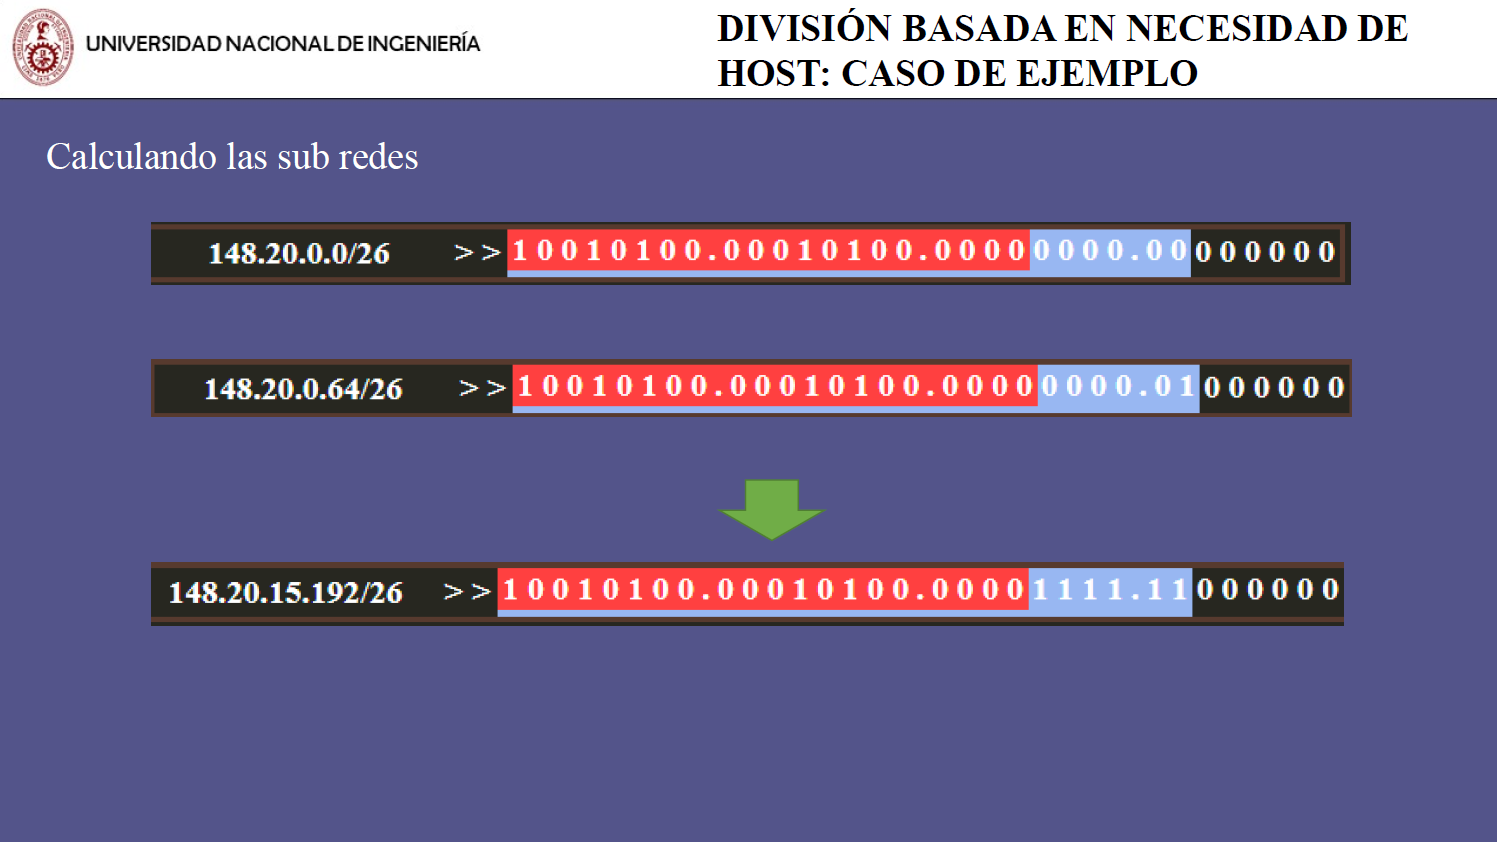 UNIVERSIDAD NACIONAL DE INGENIERÍA
DIVISIÓN BASADA EN NECESIDAD DE
HOST: CASO DE EJEMPLO
Calculando las sub redes
148.20.0.0/26 >> 10010100.00010100.00000000.00000000
148.20.0.64/26 >> 10010100.00010100.00000000.01000000
148.20.15.192/26 >> 10010100.00010100.00001111.11000000